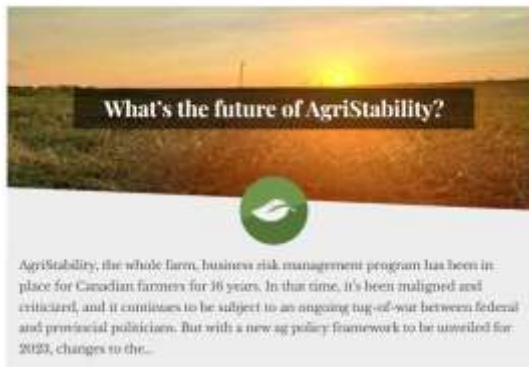 What's the future of AgriStability?
AgriStability, the whole farm, business risk management program has been in
place for Canadian farmers for 16 years. In that time, it's been maligned and
criticized, and it continues to be subject to an ongoing tug-of-war between federal
and provincial politicians. But with a new ag policy framework to be unveiled for
2023, changes to the...